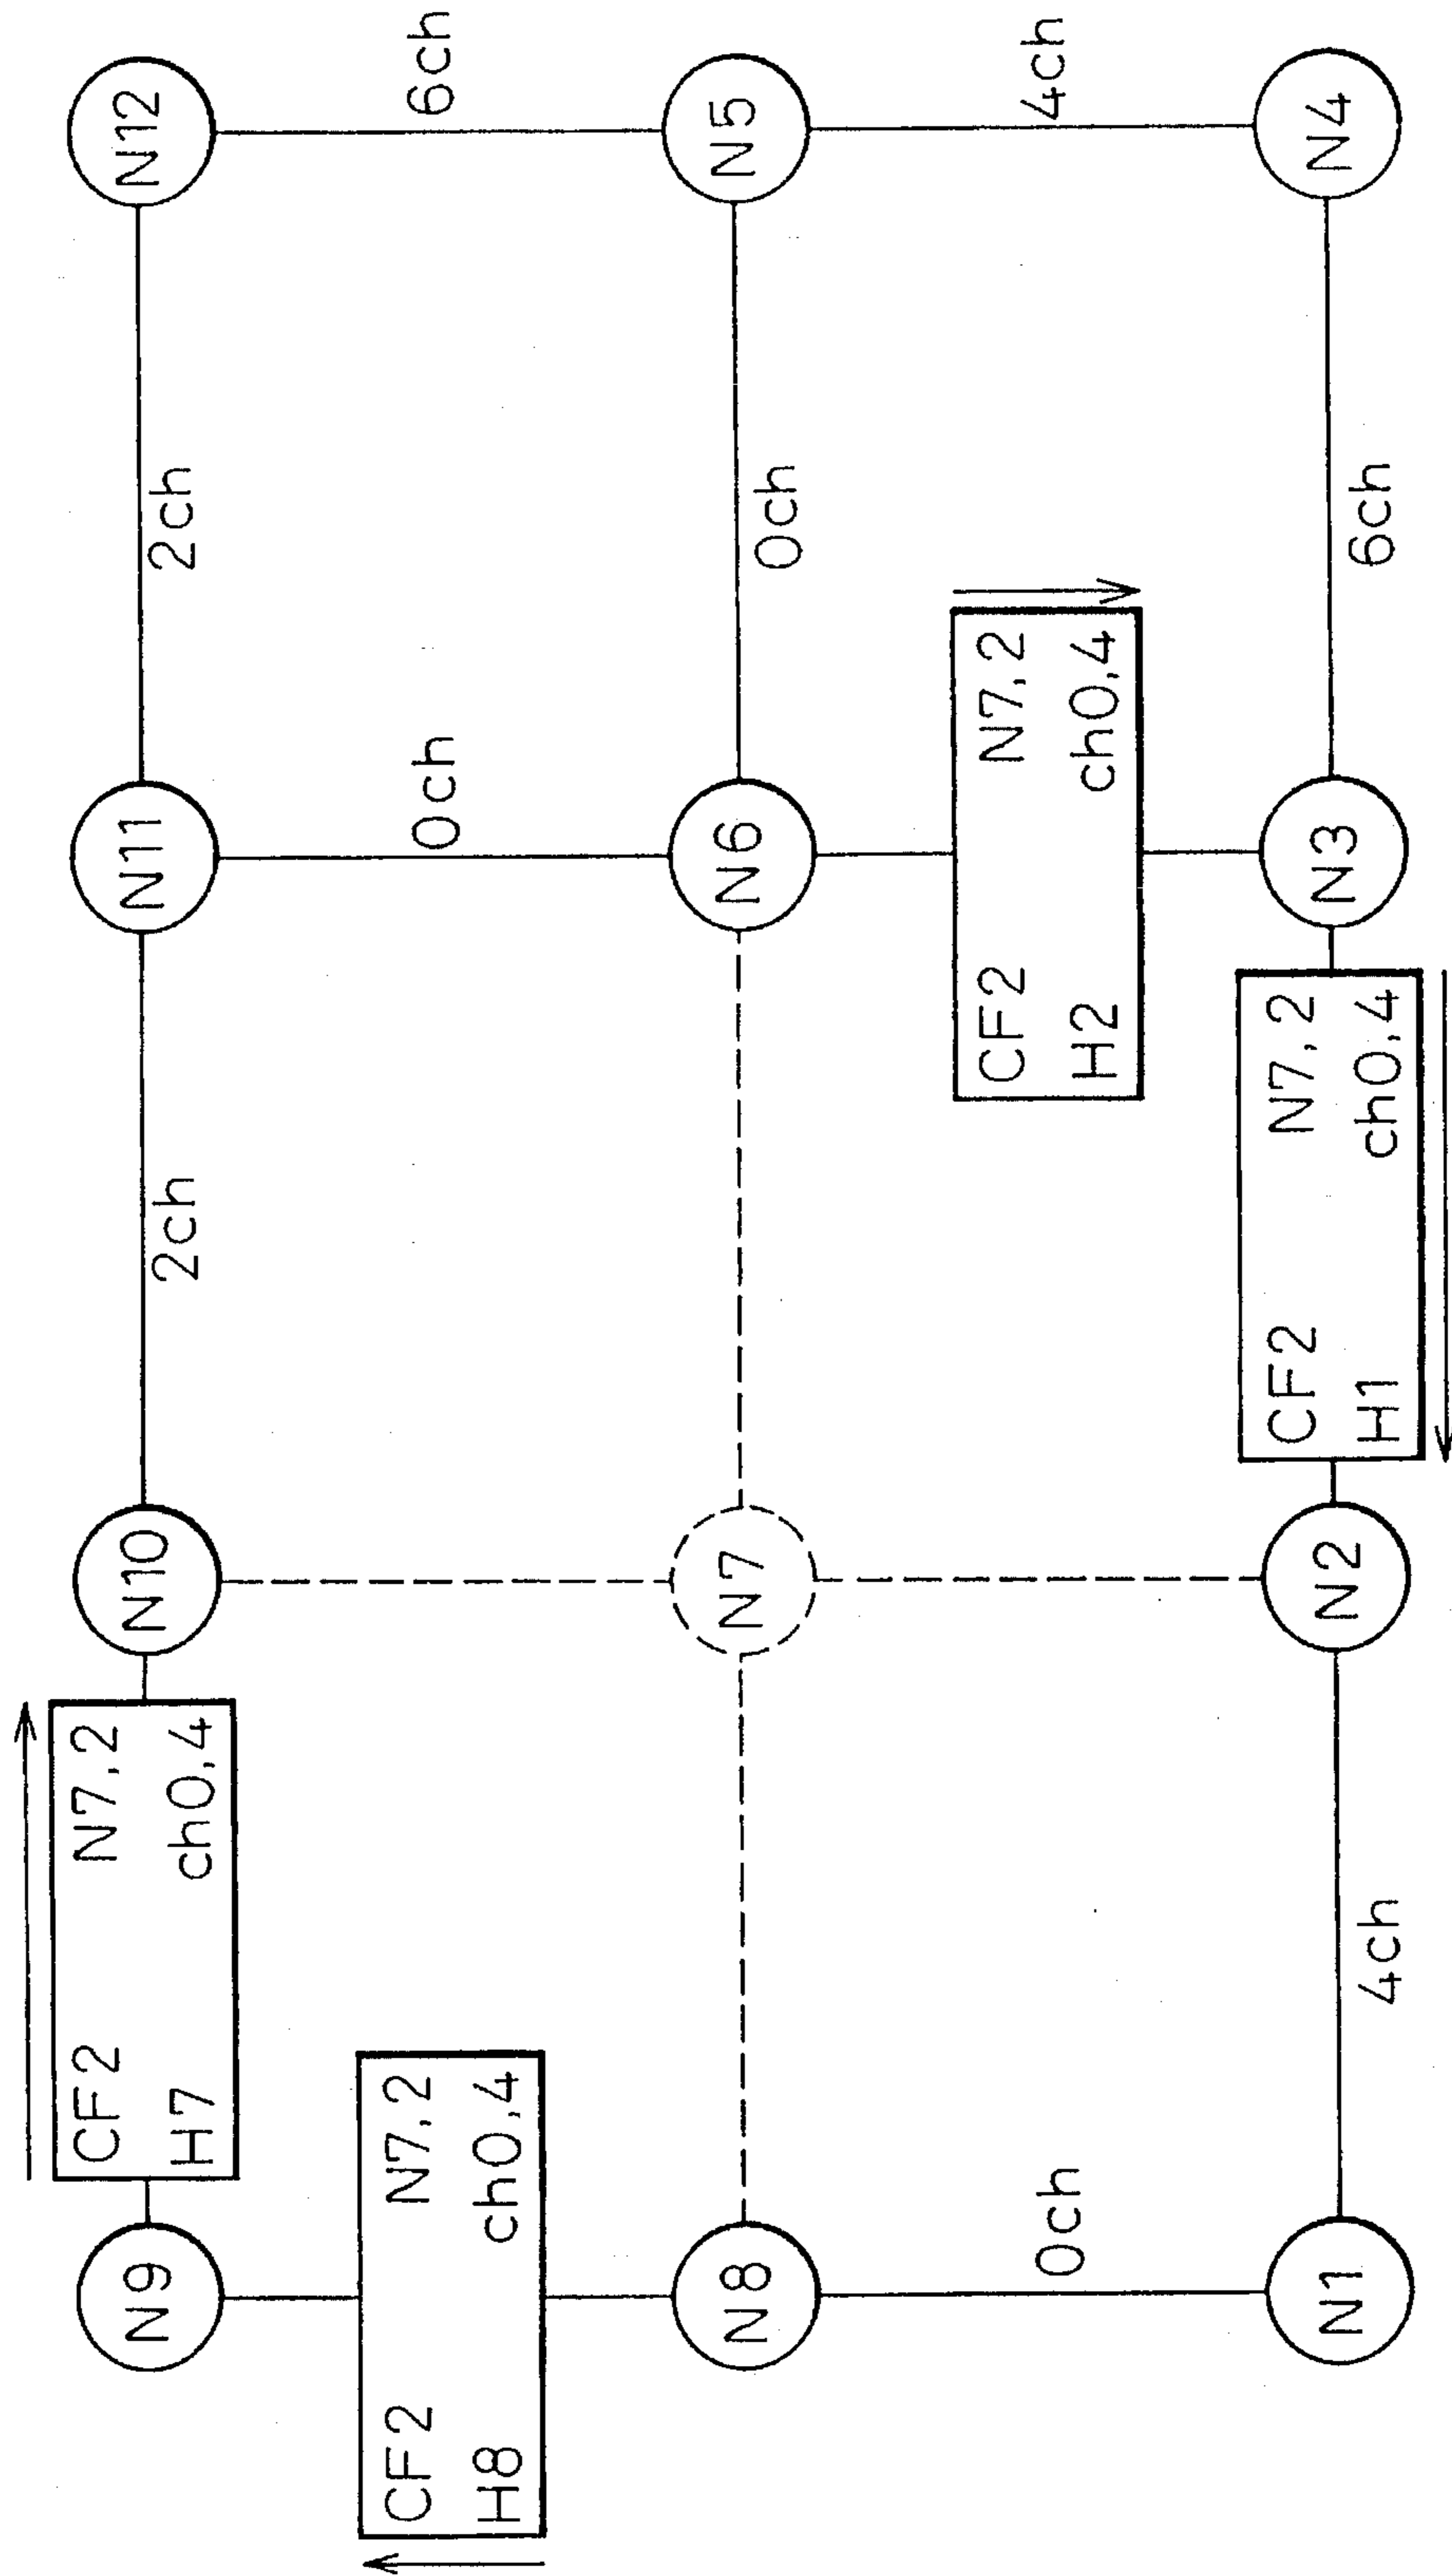 N9
CF2 N7,2
H7 ch0,4
N10
2ch
N11
2ch
N12
CF2 N7,2
H8 ch0,4
0ch
6ch
N8
N7
N6
0ch
N5
0ch
CF2 N7,2
H2 ch0,4
4ch
N1
4ch
N2
CF2 N7,2
H1 ch0,4
N3
6ch
N4